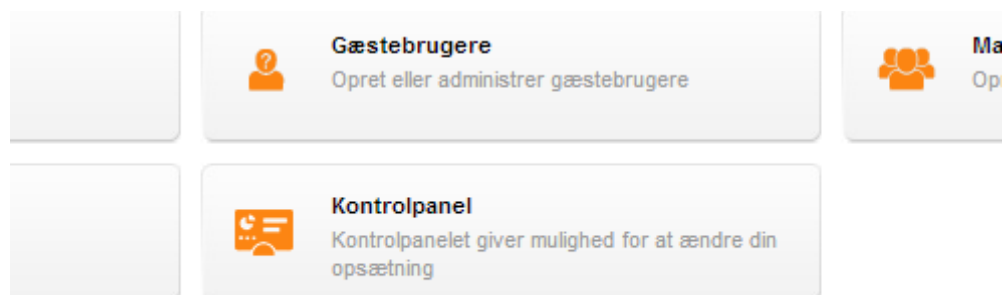 Gæstebrugere
Opret eller administrer gæstebrugere
Kontrolpanel
Kontrolpanelet giver mulighed for at ændre din
opsætning